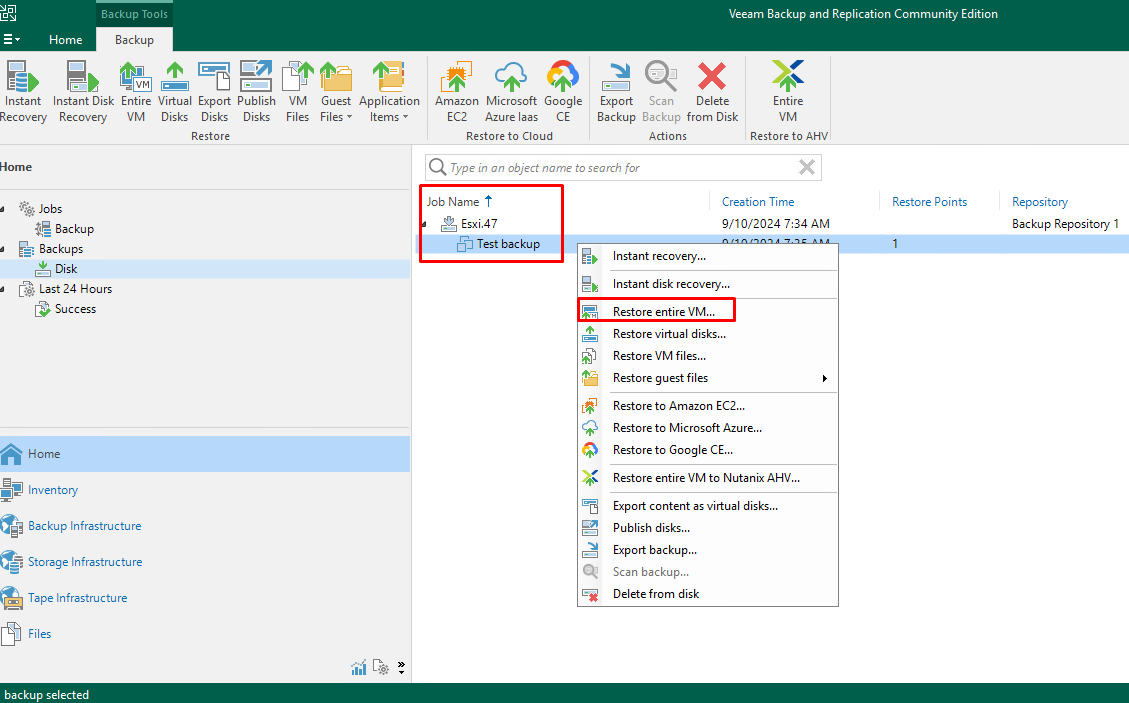 Backup Tools
Veeam Backup and Replication Community Edition
Home
Backup
Instant Recovery
Instant Disk Recovery
Entire VM
Virtual Disks
Export Disks
Publish Disks
VM Files
Guest Files
Application Items
Restore
Amazon EC2
Microsoft Azure Iaas
Google CE
Restore to Cloud
Export Backup
Scan Backup
Delete from Disk
Actions
Entire VM
Restore to AHV
Home
Jobs
Backup
Backups
Disk
Last 24 Hours
Success
Home
Inventory
Backup Infrastructure
Storage Infrastructure
Tape Infrastructure
Files
Type in an object name to search for
Job Name Creation Time Restore Points Repository
Esxi.47 9/10/2024 7:34 AM Backup Repository 1
Test backup 9/10/2024 7:35 AM 1
Instant recovery...
Instant disk recovery...
Restore entire VM...
Restore virtual disks...
Restore VM files...
Restore guest files
Restore to Amazon EC2...
Restore to Microsoft Azure...
Restore to Google CE...
Restore entire VM to Nutanix AHV...
Export content as virtual disks...
Publish disks...
Export backup...
Scan backup...
Delete from disk
backup selected